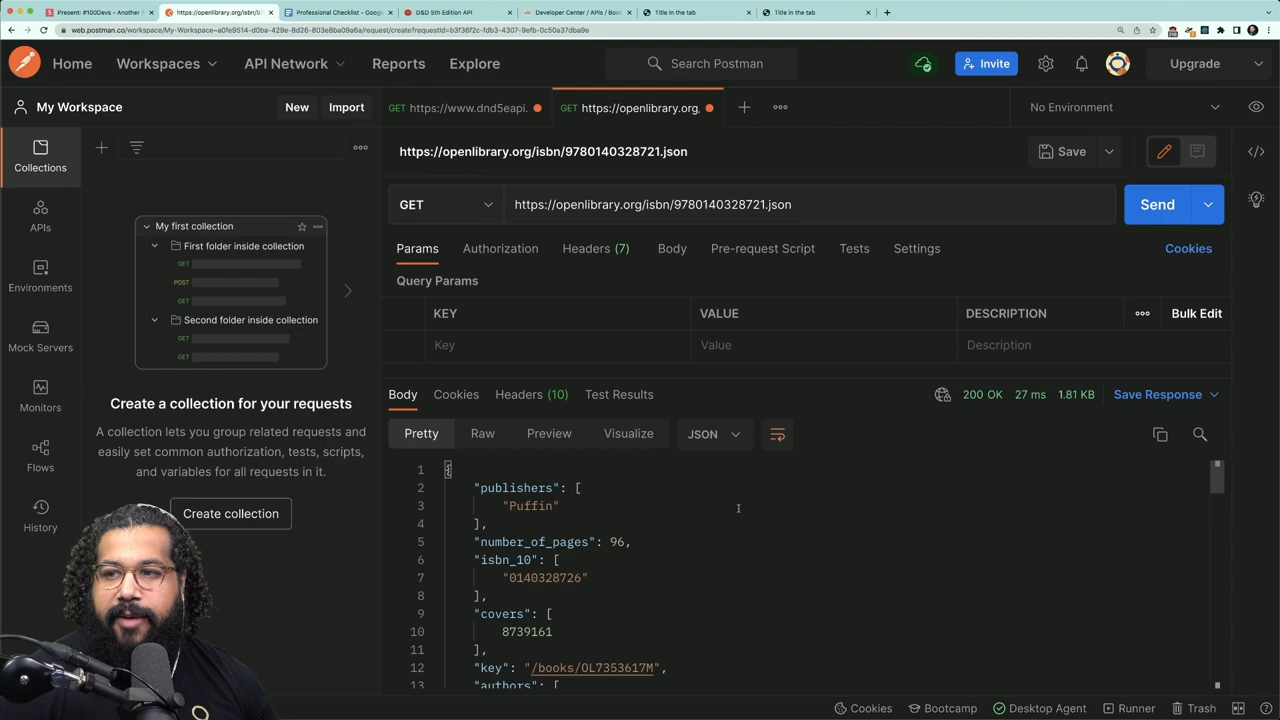 Present: #100Devs - Another A
https://openlibrary.org/isbn/97
Professional Checklist - Goog
D&D 5th Edition API
Developer Center / APIs / Boo
Title in the tab
Title in the tab
web.postman.co/workspace/My-Workspace~a0fe9514-d0ba-429e-8d26-803e8ba09a6a/request/create?requestId=b3f36f2c-fdb3-4307-9efb-0c50a37dba9e
Home
Workspaces
API Network
Reports
Explore
Search Postman
Invite
Upgrade
My Workspace
New
Import
GET https://www.dnd5eapi.
GET https://openlibrary.org,
No Environment
Collections
APIs
Environments
Mock Servers
Monitors
Flows
History
My first collection
First folder inside collection
GET
POST
GET
Second folder inside collection
GET
GET
Create a collection for your requests
A collection lets you group related requests and
easily set common authorization, tests, scripts,
and variables for all requests in it.
Create collection
https://openlibrary.org/isbn/9780140328721.json
Save
GET
https://openlibrary.org/isbn/9780140328721.json
Send
Params
Authorization
Headers (7)
Body
Pre-request Script
Tests
Settings
Cookies
Query Params
KEY
VALUE
DESCRIPTION
Bulk Edit
Key
Value
Description
Body
Cookies
Headers (10)
Test Results
200 OK
27 ms
1.81 KB
Save Response
Pretty
Raw
Preview
Visualize
JSON
1 {
2 "publishers": [
3 "Puffin"
4 ],
5 "number_of_pages": 96,
6 "isbn_10": [
7 "0140328726"
8 ],
9 "covers": [
10 8739161
11 ],
12 "key": "/books/OL7353617M",
13 "authors": [
Cookies
Bootcamp
Desktop Agent
Runner
Trash